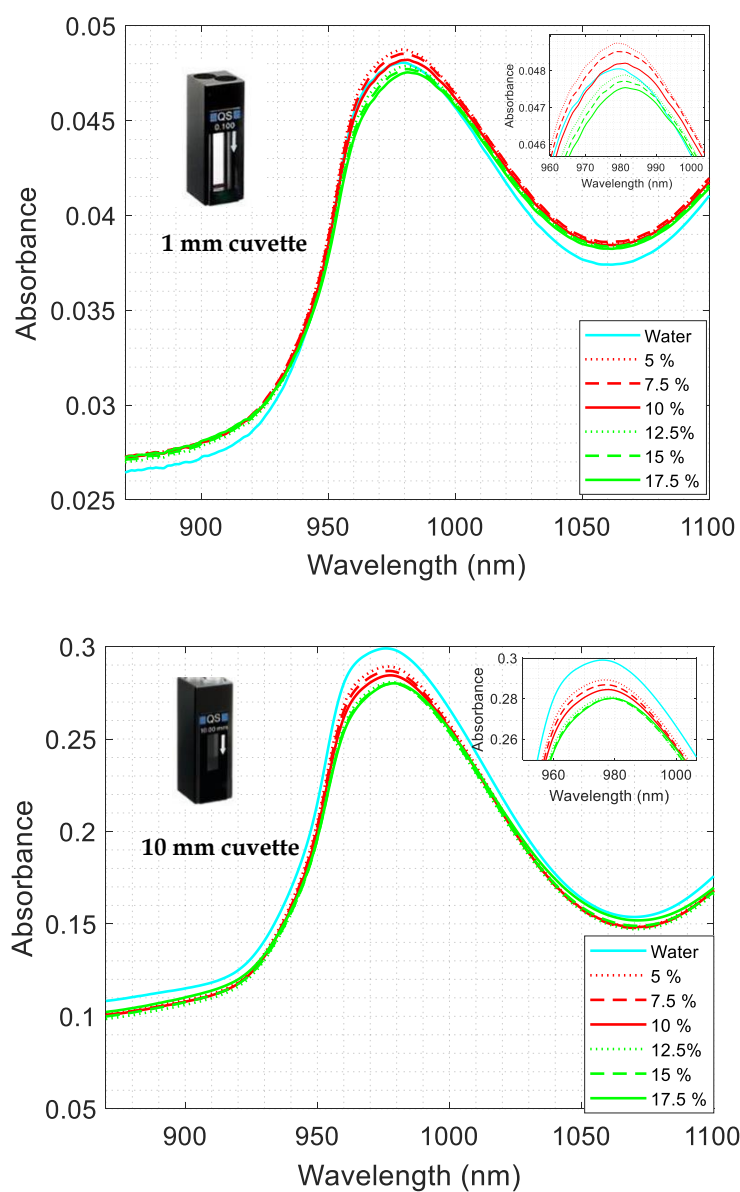 0.05
0.045
0.04
0.035
0.03
0.025
Absorbance
QS
0.100
1 mm cuvette
0.048
0.047
0.046
Absorbance
960 970 980 990 1000
Wavelength (nm)
Water
5 %
7.5 %
10 %
12.5%
15 %
17.5 %
900 950 1000 1050 1100
Wavelength (nm)
0.3
0.25
0.2
0.15
0.1
0.05
Absorbance
QS
10.00 mm
10 mm cuvette
0.3
0.28
0.26
Absorbance
960 980 1000
Wavelength (nm)
Water
5 %
7.5 %
10 %
12.5%
15 %
17.5 %
900 950 1000 1050 1100
Wavelength (nm)